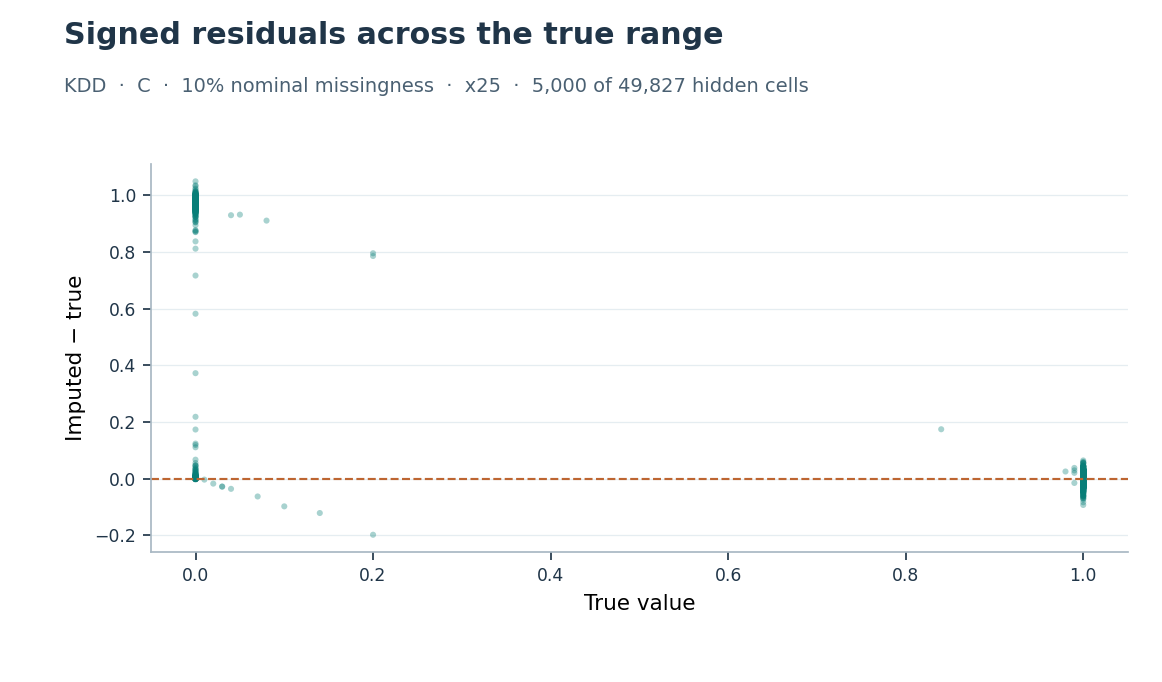 Signed residuals across the true range
KDD · C · 10% nominal missingness · x25 · 5,000 of 49,827 hidden cells
Imputed − true
1.0
0.8
0.6
0.4
0.2
0.0
−0.2
0.0 0.2 0.4 0.6 0.8 1.0
True value